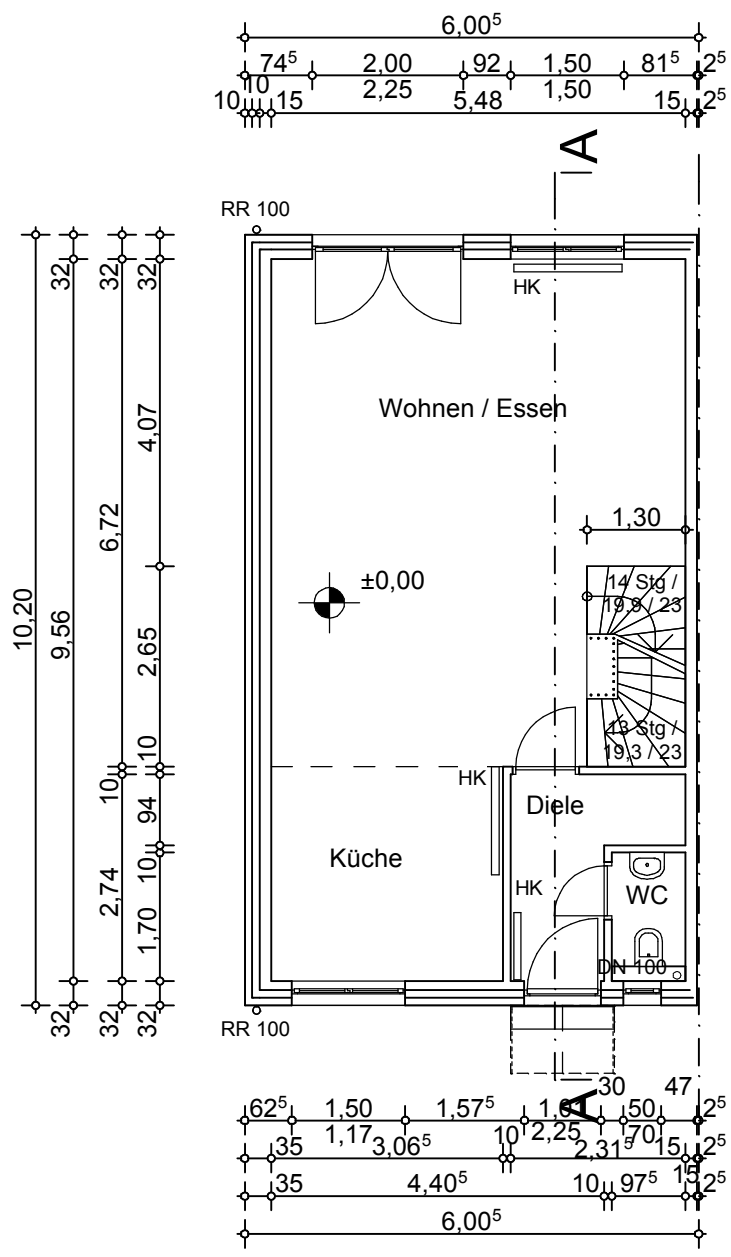 6,00⁵
74⁵ 2,00 92 1,50 81⁵ 2⁵
10 2,25 1,50
10 15 5,48 15 2⁵
A
RR 100
HK
32 32 32
Wohnen / Essen
4,07
6,72
1,30
±0,00
14 Stg /
19,9 / 23
10,20
9,56
2,65
13 Stg /
19,3 / 23
10
10
HK
Diele
94
Küche
10
2,74
HK
WC
1,70
DN 100
32 32 32
RR 100
30 47
A
62⁵ 1,50 1,57⁵ 50 2⁵
1,17 2,25 70
35 3,06⁵ 10 2,31⁵ 15 2⁵
15
35 4,40⁵ 10 97⁵ 2⁵
6,00⁵